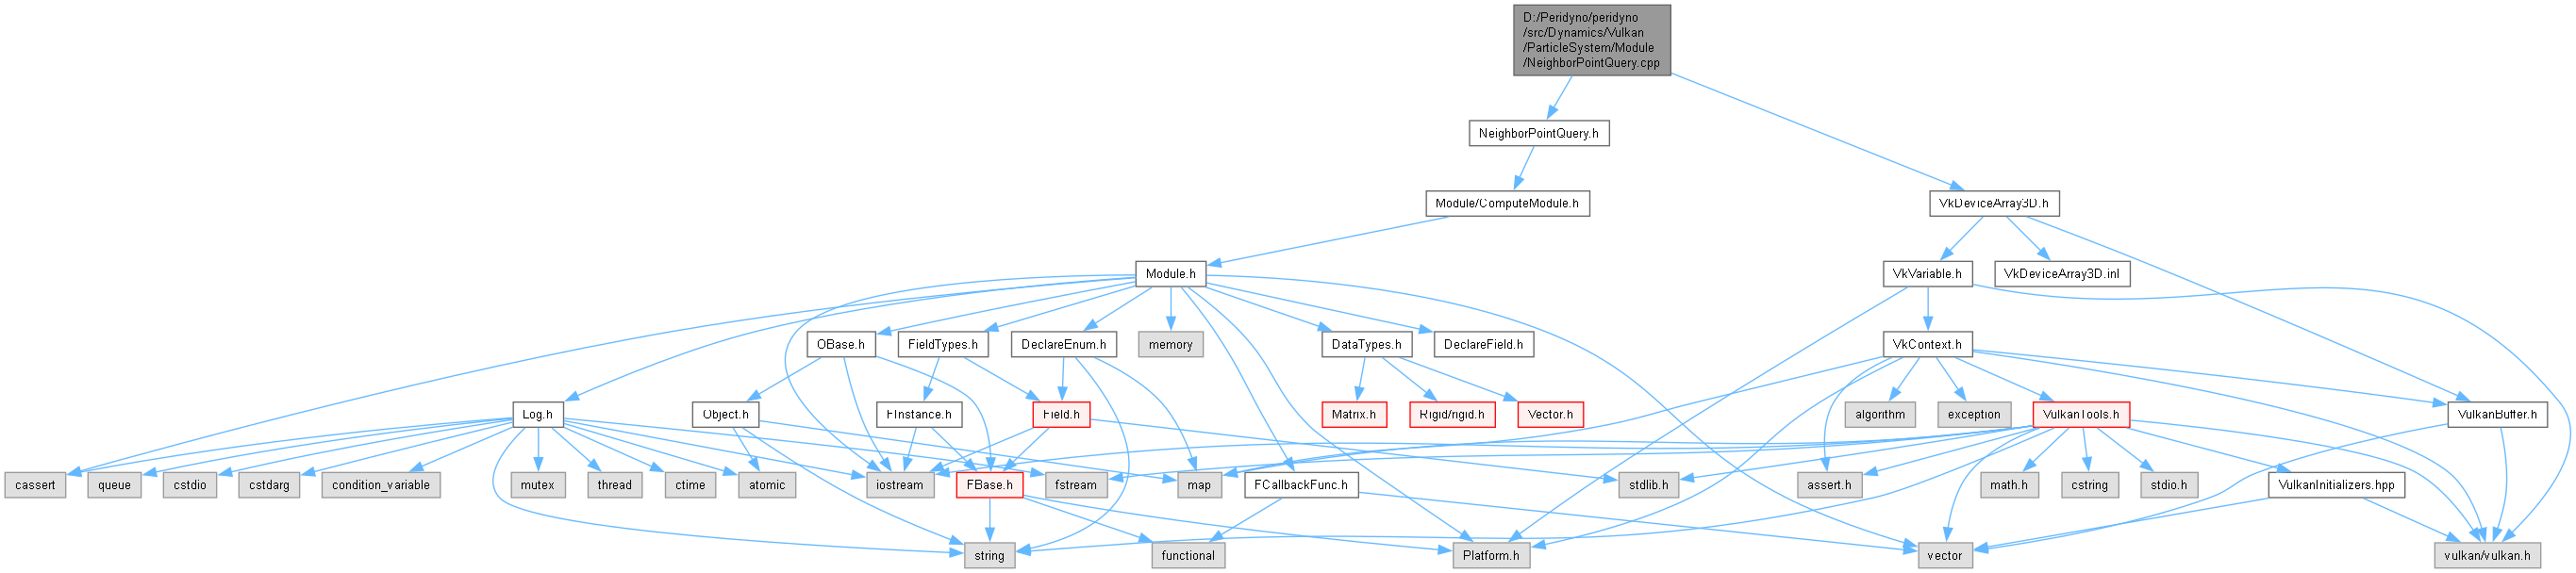 D:/Peridyno/peridyno
/src/Dynamics/Vulkan
/ParticleSystem/Module
/NeighborPointQuery.cpp
NeighborPointQuery.h
Module/ComputeModule.h
VkDeviceArray3D.h
Module.h
VkVariable.h
VkDeviceArray3D.inl
OBase.h
FieldTypes.h
DeclareEnum.h
memory
DataTypes.h
DeclareField.h
VkContext.h
Log.h
Object.h
FInstance.h
Field.h
Matrix.h
Rigid/rigid.h
Vector.h
algorithm
exception
VulkanTools.h
VulkanBuffer.h
cassert
queue
cstdio
cstdarg
condition_variable
mutex
thread
ctime
atomic
iostream
FBase.h
fstream
map
FCallbackFunc.h
stdlib.h
assert.h
math.h
cstring
stdio.h
VulkanInitializers.hpp
string
functional
Platform.h
vector
vulkan/vulkan.h